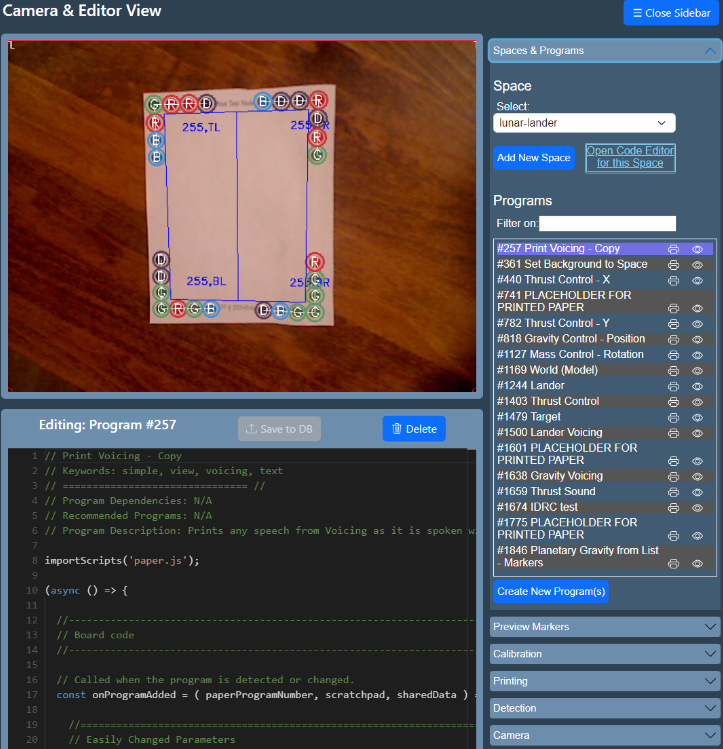 Camera & Editor View
☰ Close Sidebar
TL
G R R D
E D D R
R
E
E
D
R
G
255,TL
D
D
G
R
G
G
255,BL
G R G E
D E G G
Spaces & Programs
Space
Select:
lunar-lander
Add New Space
Open Code Editor
for this Space
Programs
Filter on:
#257 Print Voicing - Copy
#361 Set Background to Space
#440 Thrust Control - X
#741 PLACEHOLDER FOR
PRINTED PAPER
#782 Thrust Control - Y
#818 Gravity Control - Position
#1127 Mass Control - Rotation
#1169 World (Model)
#1244 Lander
#1403 Thrust Control
#1479 Target
#1500 Lander Voicing
#1601 PLACEHOLDER FOR
PRINTED PAPER
#1638 Gravity Voicing
#1659 Thrust Sound
#1674 IDRC test
#1775 PLACEHOLDER FOR
PRINTED PAPER
#1846 Planetary Gravity from List
- Markers
Create New Program(s)
Preview Markers
Calibration
Printing
Detection
Camera
Editing: Program #257
Save to DB
Delete
1 // Print Voicing - Copy
2 // Keywords: simple, view, voicing, text
3 // ============================== //
4 // Program Dependencies: N/A
5 // Recommended Programs: N/A
6 // Program Description: Prints any speech from Voicing as it is spoken w
7
8 importScripts('paper.js');
9
10 (async () => {
11
12 //----------------------------------------------------------------------
13 // Board code
14 //----------------------------------------------------------------------
15
16 // Called when the program is detected or changed.
17 const onProgramAdded = ( paperProgramNumber, scratchpad, sharedData ) =
18
19 //====================================================================
20 // Easily Changed Parameters